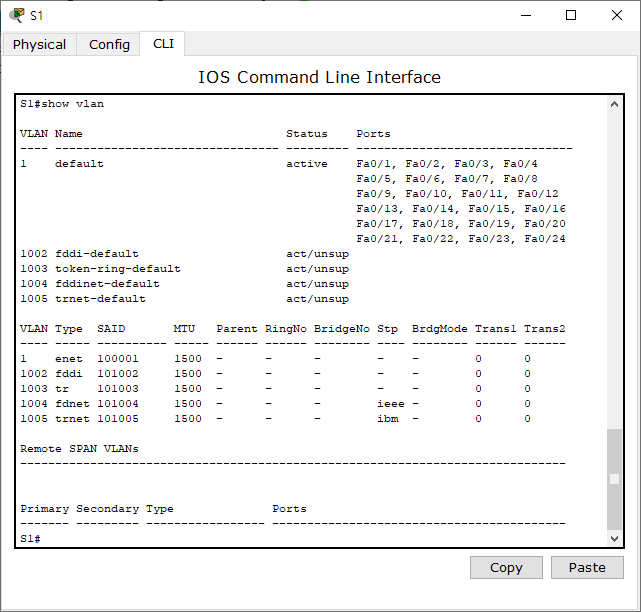 S1
Physical Config CLI
IOS Command Line Interface
S1#show vlan
VLAN Name                             Status    Ports
---- -------------------------------- --------- -------------------------------
1    default                          active    Fa0/1, Fa0/2, Fa0/3, Fa0/4
                                                Fa0/5, Fa0/6, Fa0/7, Fa0/8
                                                Fa0/9, Fa0/10, Fa0/11, Fa0/12
                                                Fa0/13, Fa0/14, Fa0/15, Fa0/16
                                                Fa0/17, Fa0/18, Fa0/19, Fa0/20
                                                Fa0/21, Fa0/22, Fa0/23, Fa0/24
1002 fddi-default                     act/unsup
1003 token-ring-default               act/unsup
1004 fddinet-default                  act/unsup
1005 trnet-default                    act/unsup
VLAN Type  SAID       MTU   Parent RingNo BridgeNo Stp  BrdgMode Trans1 Trans2
---- ----- ---------- ----- ------ ------ -------- ---- -------- ------ ------
1    enet  100001     1500  -      -      -        -    -        0      0
1002 fddi  101002     1500  -      -      -        -    -        0      0
1003 tr    101003     1500  -      -      -        -    -        0      0
1004 fdnet 101004     1500  -      -      -        ieee -        0      0
1005 trnet 101005     1500  -      -      -        ibm  -        0      0
Remote SPAN VLANs
------------------------------------------------------------------------------
Primary Secondary Type              Ports
------- --------- ----------------- ------------------------------------------
S1#
Copy Paste